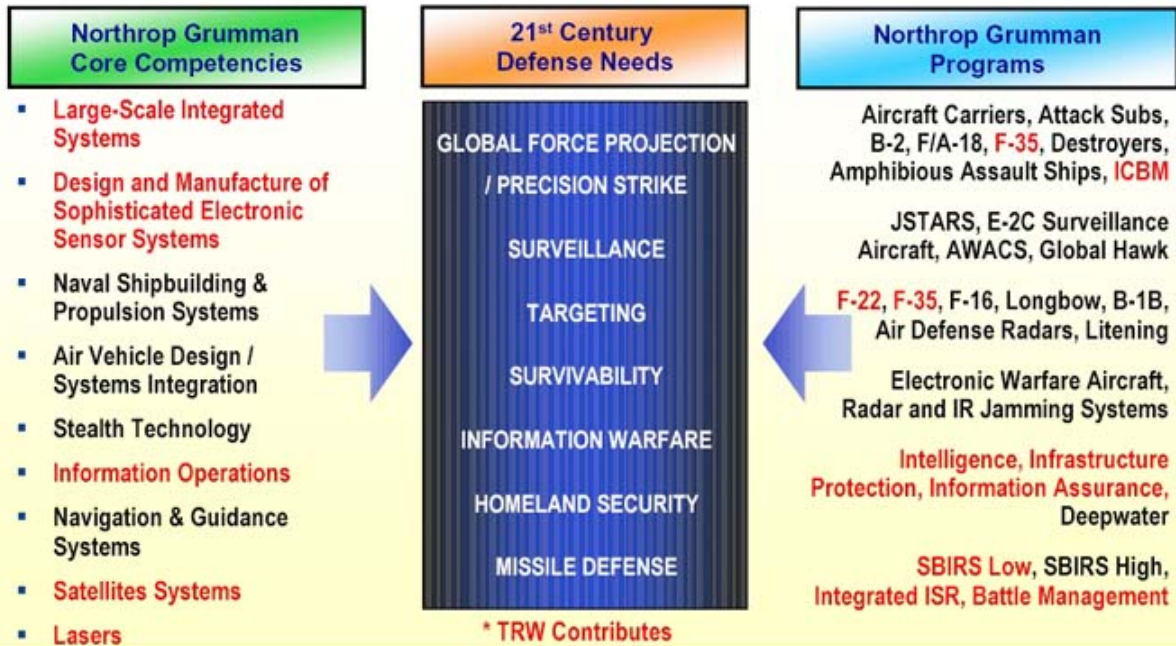 Northrop Grumman
Core Competencies
▪ Large-Scale Integrated
Systems
▪ Design and Manufacture of
Sophisticated Electronic
Sensor Systems
▪ Naval Shipbuilding &
Propulsion Systems
▪ Air Vehicle Design /
Systems Integration
▪ Stealth Technology
▪ Information Operations
▪ Navigation & Guidance
Systems
▪ Satellites Systems
▪ Lasers
21st Century
Defense Needs
GLOBAL FORCE PROJECTION
/ PRECISION STRIKE
SURVEILLANCE
TARGETING
SURVIVABILITY
INFORMATION WARFARE
HOMELAND SECURITY
MISSILE DEFENSE
* TRW Contributes
Northrop Grumman
Programs
Aircraft Carriers, Attack Subs,
B-2, F/A-18, F-35, Destroyers,
Amphibious Assault Ships, ICBM
JSTARS, E-2C Surveillance
Aircraft, AWACS, Global Hawk
F-22, F-35, F-16, Longbow, B-1B,
Air Defense Radars, Litening
Electronic Warfare Aircraft,
Radar and IR Jamming Systems
Intelligence, Infrastructure
Protection, Information Assurance,
Deepwater
SBIRS Low, SBIRS High,
Integrated ISR, Battle Management